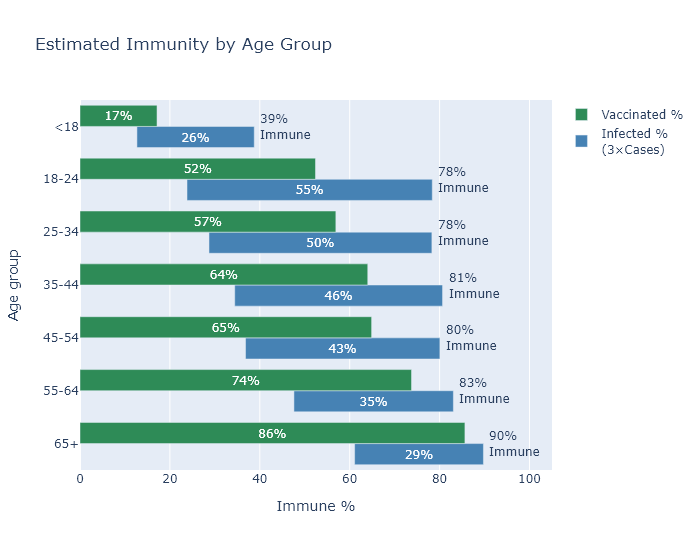 Estimated Immunity by Age Group
Vaccinated %
Infected %
(3×Cases)
Age group
<18
17%
26%
39%
Immune
18-24
52%
55%
78%
Immune
25-34
57%
50%
78%
Immune
35-44
64%
46%
81%
Immune
45-54
65%
43%
80%
Immune
55-64
74%
35%
83%
Immune
65+
86%
29%
90%
Immune
0 20 40 60 80 100
Immune %